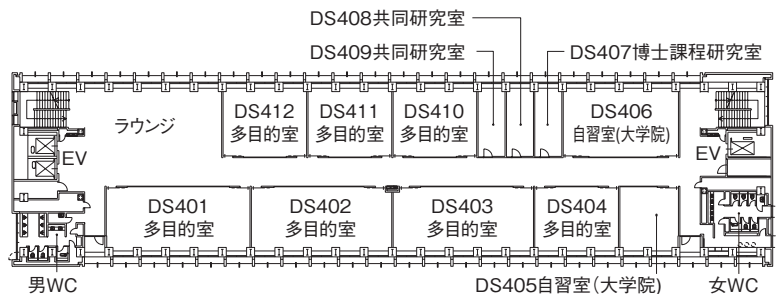 DS408共同研究室
DS409共同研究室
DS407博士課程研究室
ラウンジ
DS412
多目的室
DS411
多目的室
DS410
多目的室
DS406
自習室(大学院)
EV
EV
DS401
多目的室
DS402
多目的室
DS403
多目的室
DS404
多目的室
男WC
DS405自習室(大学院)
女WC